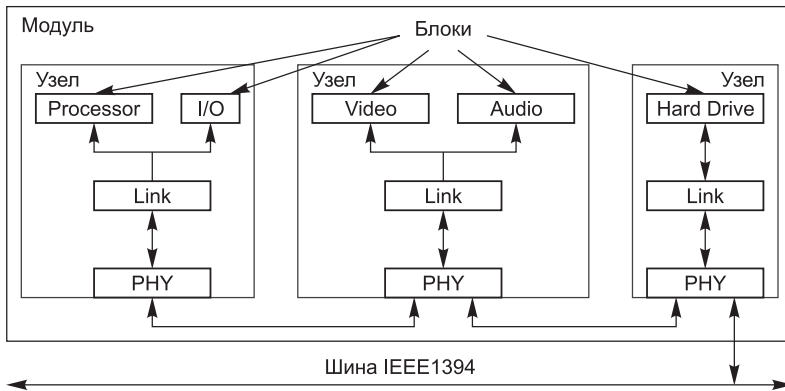 Модуль
Блоки
Узел
Узел
Узел
Processor
I/O
Video
Audio
Hard Drive
Link
Link
Link
PHY
PHY
PHY
Шина IEEE1394